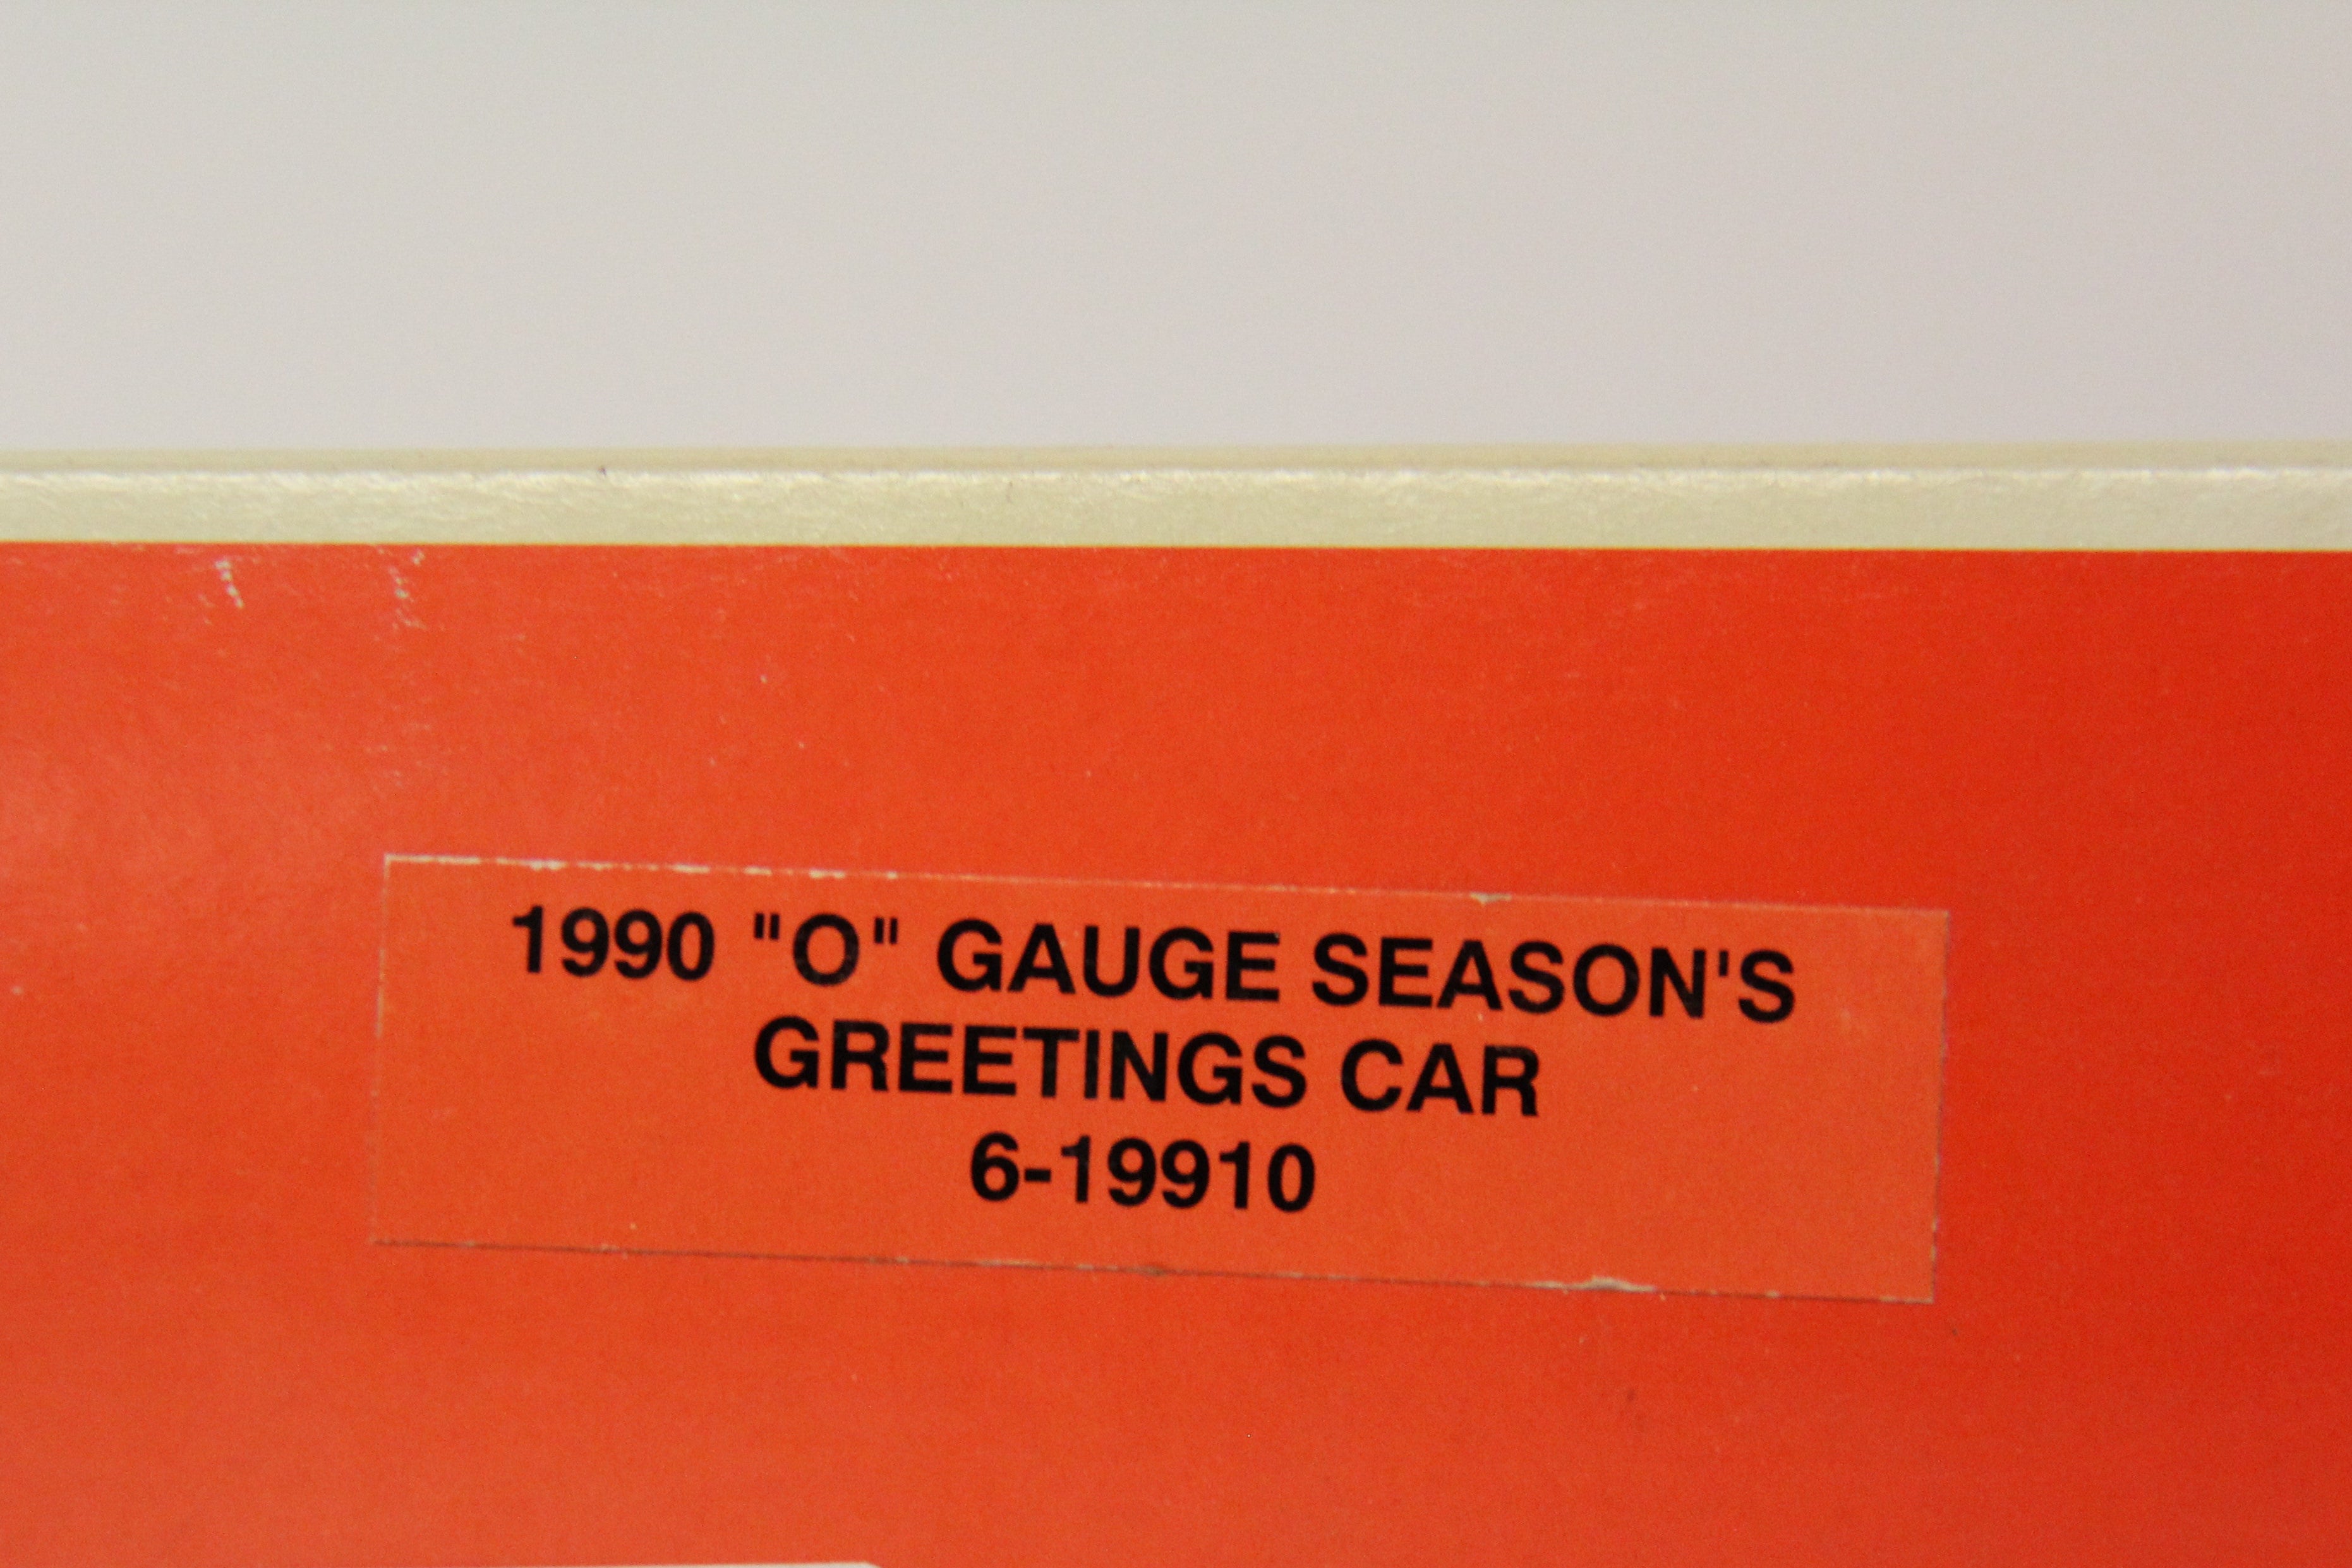 1990 "O" GAUGE SEASON'S
GREETINGS CAR
6-19910